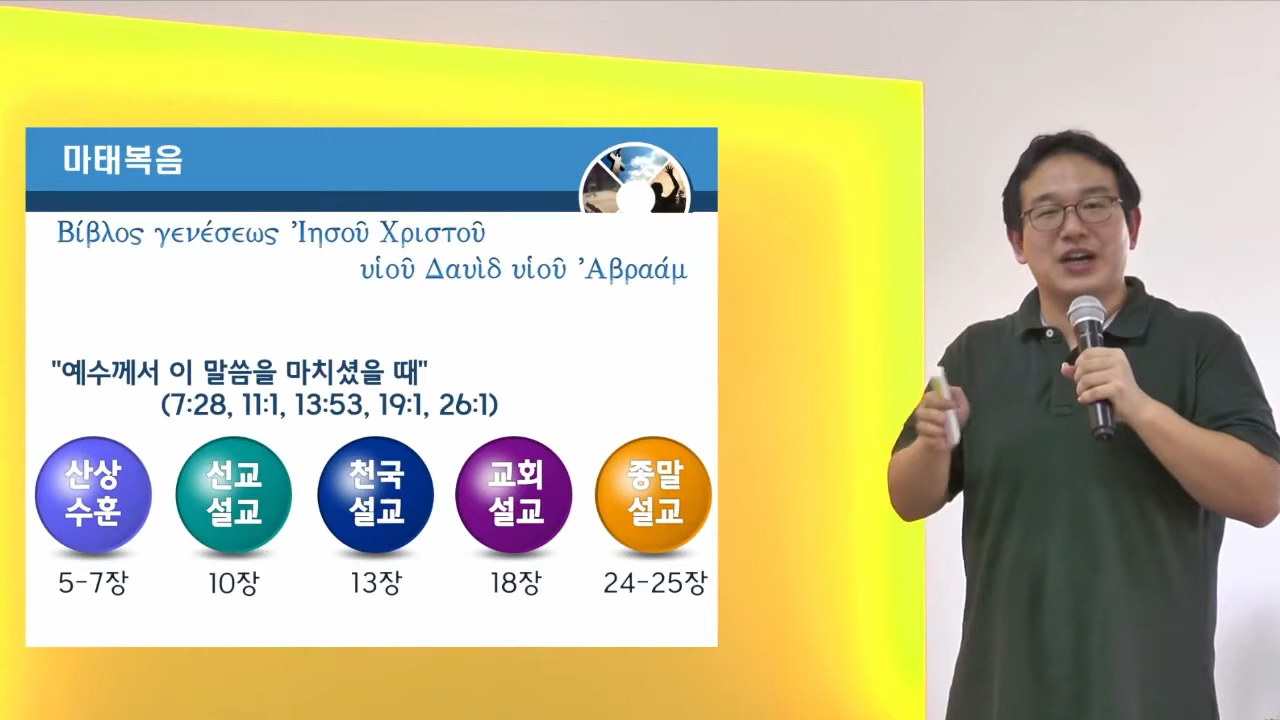 마태복음
Βίβλος γενέσεως Ἰησοῦ Χριστοῦ
υἱοῦ Δαυὶδ υἱοῦ Ἀβραάμ
"예수께서 이 말씀을 마치셨을 때"
(7:28, 11:1, 13:53, 19:1, 26:1)
산상 선교 천국 교회 종말
수훈 설교 설교 설교 설교
5-7장 10장 13장 18장 24-25장